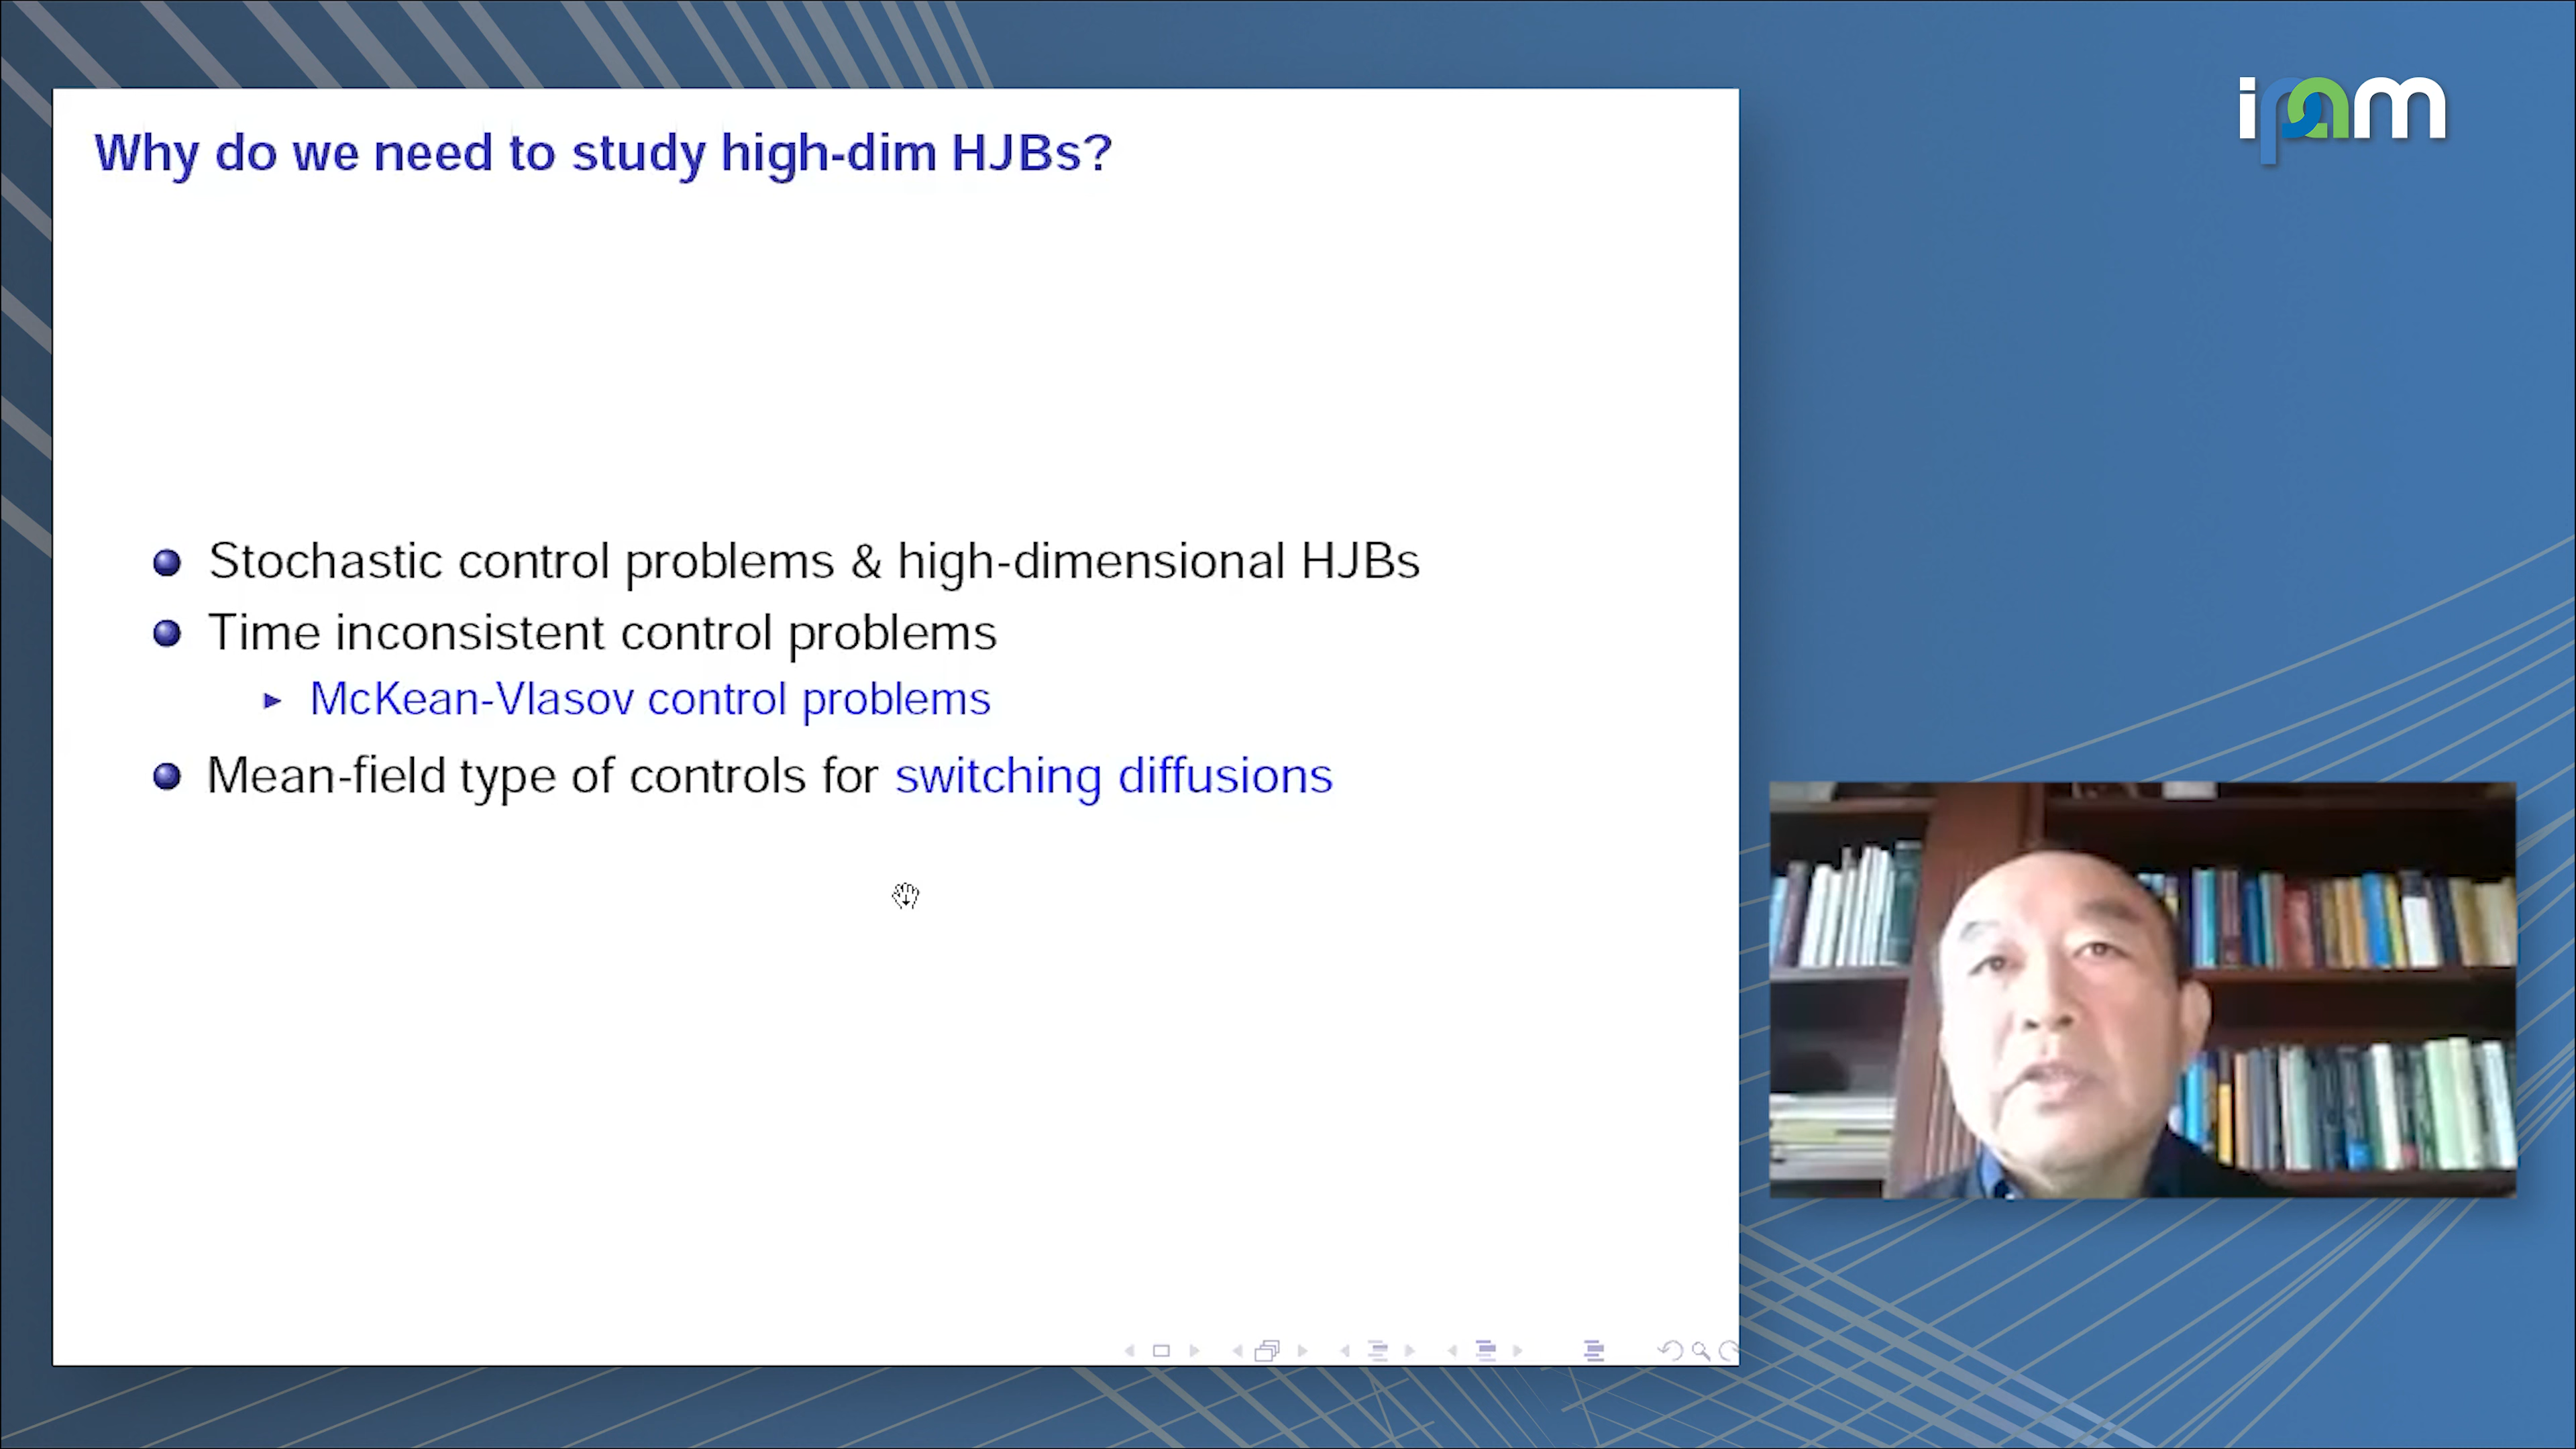 ipam
Why do we need to study high-dim HJBs?
Stochastic control problems & high-dimensional HJBs
Time inconsistent control problems
McKean-Vlasov control problems
Mean-field type of controls for switching diffusions